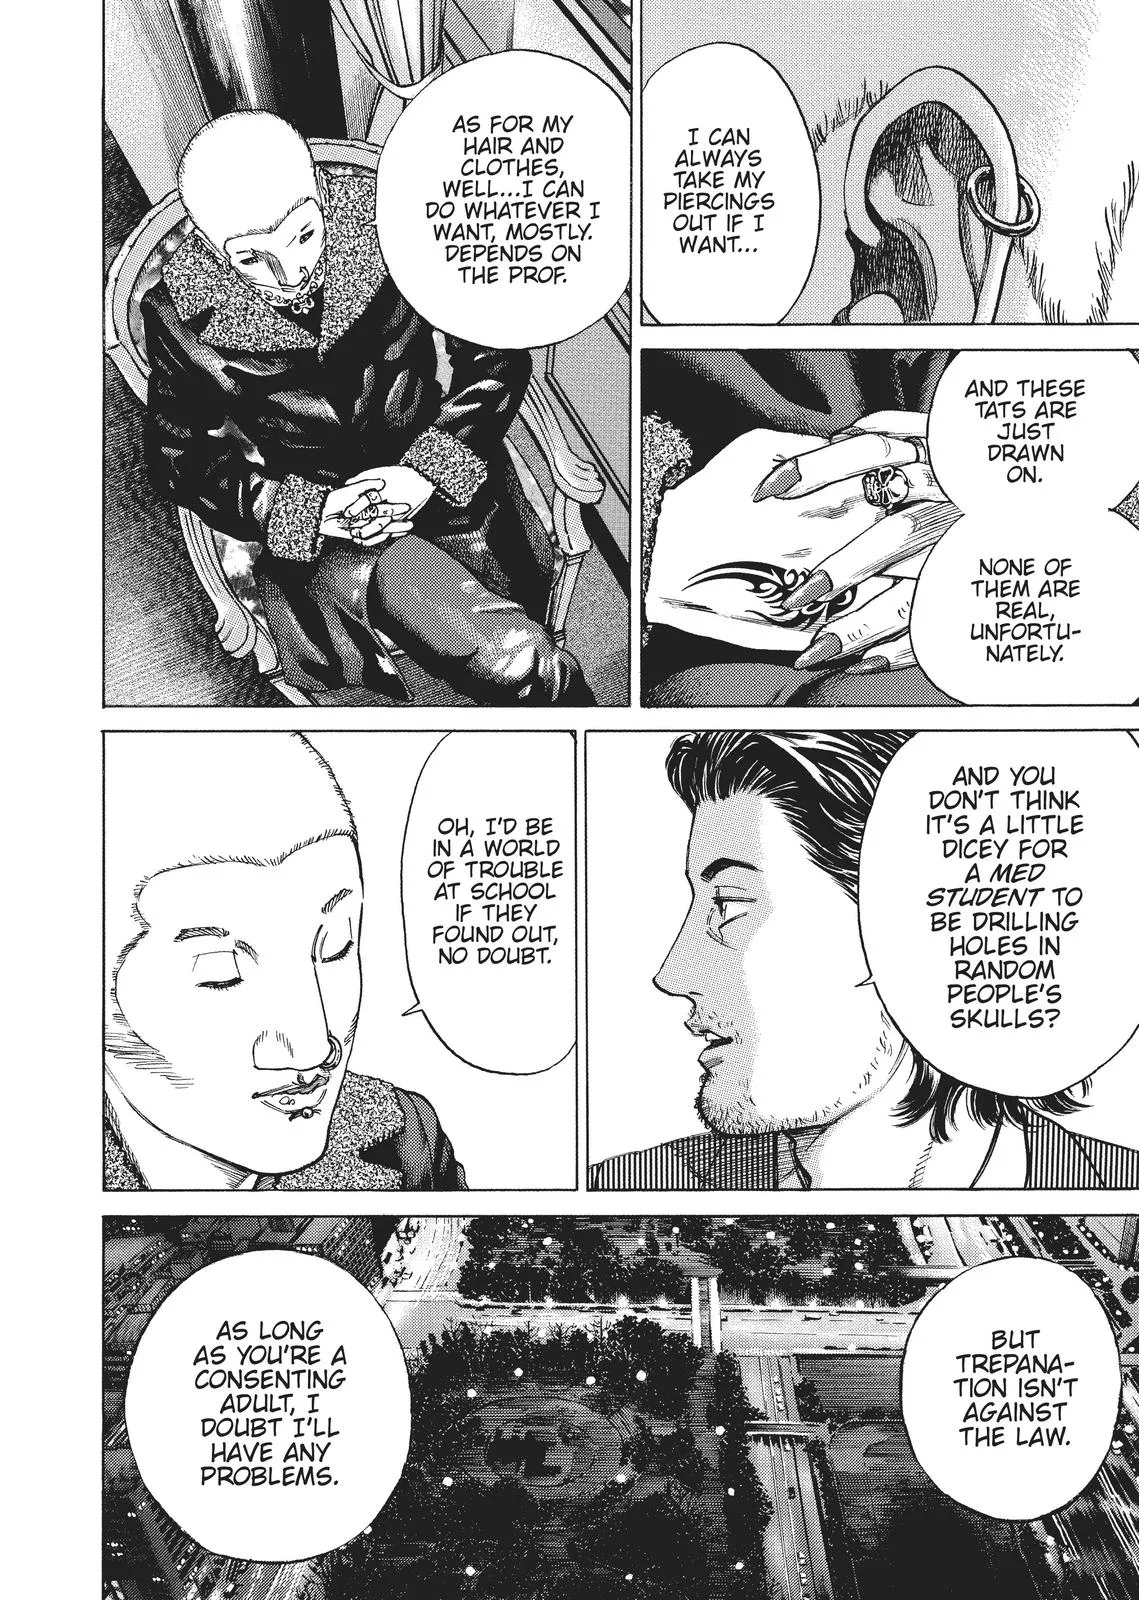 I CAN
ALWAYS
TAKE MY
PIERCINGS
OUT IF I
WANT...
AS FOR MY
HAIR AND
CLOTHES,
WELL...I CAN
DO WHATEVER I
WANT, MOSTLY.
DEPENDS ON
THE PROF.
AND THESE
TATS ARE
JUST
DRAWN
ON.
NONE OF
THEM ARE
REAL,
UNFORTU-
NATELY.
AND YOU
DON'T THINK
IT'S A LITTLE
DICEY FOR
A MED
STUDENT TO
BE DRILLING
HOLES IN
RANDOM
PEOPLE'S
SKULLS?
OH, I'D BE
IN A WORLD
OF TROUBLE
AT SCHOOL
IF THEY
FOUND OUT,
NO DOUBT.
BUT
TREPANA-
TION ISN'T
AGAINST
THE LAW.
AS LONG
AS YOU'RE A
CONSENTING
ADULT, I
DOUBT I'LL
HAVE ANY
PROBLEMS.